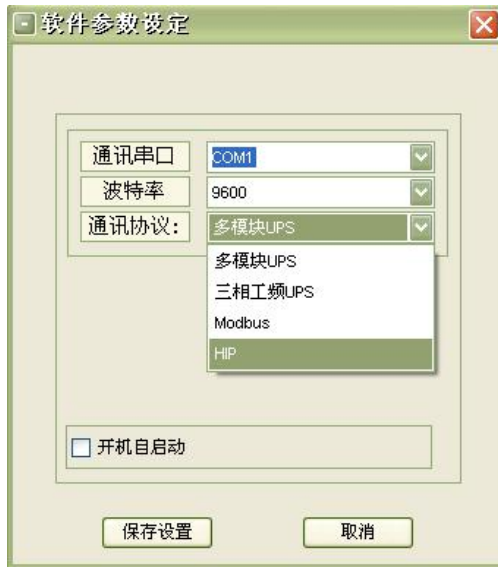 软件参数设定
通讯串口 COM1
波特率 9600
通讯协议: 多模块UPS
多模块UPS
三相工频UPS
Modbus
HIP
开机自启动
保存设置 取消